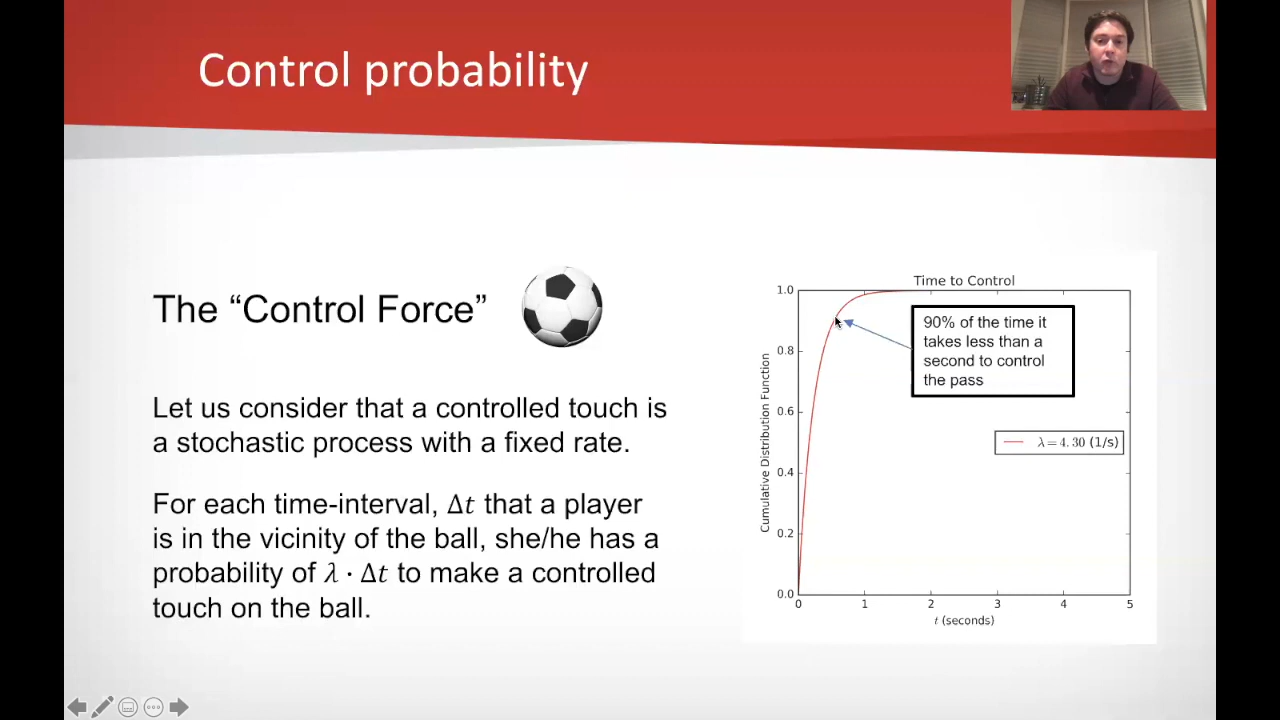 Control probability
The “Control Force”
Let us consider that a controlled touch is
a stochastic process with a fixed rate.
For each time-interval, Δt that a player
is in the vicinity of the ball, she/he has a
probability of λ · Δt to make a controlled
touch on the ball.
Time to Control
1.0
0.8
0.6
0.4
0.2
0.0
Cumulative Distribution Function
90% of the time it
takes less than a
second to control
the pass
λ = 4.30 (1/s)
0 1 2 3 4 5
t (seconds)